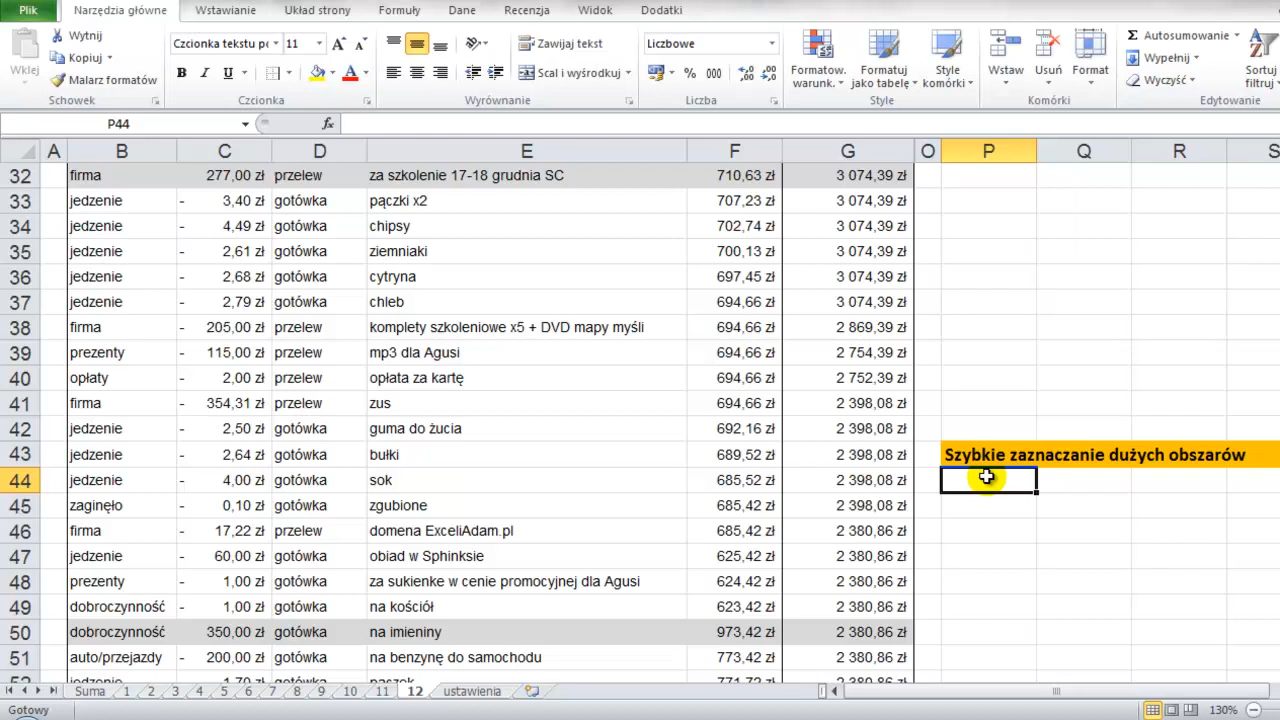 Plik Narzędzia główne Wstawianie Układ strony Formuły Dane Recenzja Widok Dodatki
Wklej
Wytnij
Kopiuj
Malarz formatów
Schowek
Czcionka tekstu po 11
B I U
Czcionka
Zawijaj tekst
Scal i wyśrodkuj
Wyrównanie
Liczbowe
% 000
Liczba
Formatow. warunk.
Formatuj jako tabelę
Style komórki
Style
Wstaw Usuń Format
Komórki
Autosumowanie
Wypełnij
Wyczyść
Sortuj
filtruj
Edytowanie
P44 fx
A B C D E F G O P Q R S
32 firma 277,00 zł przelew za szkolenie 17-18 grudnia SC 710,63 zł 3 074,39 zł
33 jedzenie - 3,40 zł gotówka pączki x2 707,23 zł 3 074,39 zł
34 jedzenie - 4,49 zł gotówka chipsy 702,74 zł 3 074,39 zł
35 jedzenie - 2,61 zł gotówka ziemniaki 700,13 zł 3 074,39 zł
36 jedzenie - 2,68 zł gotówka cytryna 697,45 zł 3 074,39 zł
37 jedzenie - 2,79 zł gotówka chleb 694,66 zł 3 074,39 zł
38 firma - 205,00 zł przelew komplety szkoleniowe x5 + DVD mapy myśli 694,66 zł 2 869,39 zł
39 prezenty - 115,00 zł przelew mp3 dla Agusi 694,66 zł 2 754,39 zł
40 opłaty - 2,00 zł przelew opłata za kartę 694,66 zł 2 752,39 zł
41 firma - 354,31 zł przelew zus 694,66 zł 2 398,08 zł
42 jedzenie - 2,50 zł gotówka guma do żucia 692,16 zł 2 398,08 zł
43 jedzenie - 2,64 zł gotówka bułki 689,52 zł 2 398,08 zł Szybkie zaznaczanie dużych obszarów
44 jedzenie - 4,00 zł gotówka sok 685,52 zł 2 398,08 zł
45 zaginęło - 0,10 zł gotówka zgubione 685,42 zł 2 398,08 zł
46 firma - 17,22 zł przelew domena ExceliAdam.pl 685,42 zł 2 380,86 zł
47 jedzenie - 60,00 zł gotówka obiad w Sphinksie 625,42 zł 2 380,86 zł
48 prezenty - 1,00 zł gotówka za sukienke w cenie promocyjnej dla Agusi 624,42 zł 2 380,86 zł
49 dobroczynność - 1,00 zł gotówka na kościół 623,42 zł 2 380,86 zł
50 dobroczynność 350,00 zł gotówka na imieniny 973,42 zł 2 380,86 zł
51 auto/przejazdy - 200,00 zł gotówka na benzynę do samochodu 773,42 zł 2 380,86 zł
Suma 1 2 3 4 5 6 7 8 9 10 11 12 ustawienia
Gotowy 130%